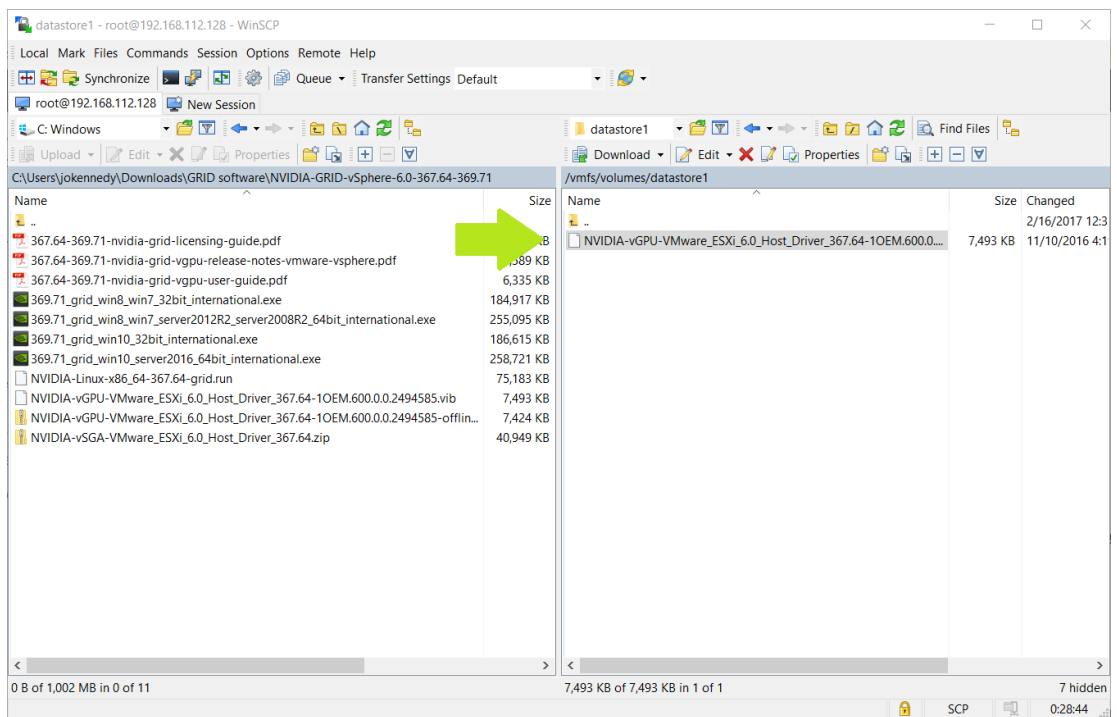 datastore1 - root@192.168.112.128 - WinSCP
Local Mark Files Commands Session Options Remote Help
Synchronize Queue Transfer Settings Default
root@192.168.112.128 New Session
C: Windows
Upload Edit Properties
C:\Users\jokennedy\Downloads\GRID software\NVIDIA-GRID-vSphere-6.0-367.64-369.71
Name Size
..
367.64-369.71-nvidia-grid-licensing-guide.pdf KB
367.64-369.71-nvidia-grid-vgpu-release-notes-vmware-vsphere.pdf 589 KB
367.64-369.71-nvidia-grid-vgpu-user-guide.pdf 6,335 KB
369.71_grid_win8_win7_32bit_international.exe 184,917 KB
369.71_grid_win8_win7_server2012R2_server2008R2_64bit_international.exe 255,095 KB
369.71_grid_win10_32bit_international.exe 186,615 KB
369.71_grid_win10_server2016_64bit_international.exe 258,721 KB
NVIDIA-Linux-x86_64-367.64-grid.run 75,183 KB
NVIDIA-vGPU-VMware_ESXi_6.0_Host_Driver_367.64-1OEM.600.0.0.2494585.vib 7,493 KB
NVIDIA-vGPU-VMware_ESXi_6.0_Host_Driver_367.64-1OEM.600.0.0.2494585-offlin... 7,424 KB
NVIDIA-vSGA-VMware_ESXi_6.0_Host_Driver_367.64.zip 40,949 KB
0 B of 1,002 MB in 0 of 11
datastore1 Find Files
Download Edit Properties
/vmfs/volumes/datastore1
Name Size Changed
.. 2/16/2017 12:3
NVIDIA-vGPU-VMware_ESXi_6.0_Host_Driver_367.64-1OEM.600.0.... 7,493 KB 11/10/2016 4:1
7,493 KB of 7,493 KB in 1 of 1 7 hidden
SCP 0:28:44